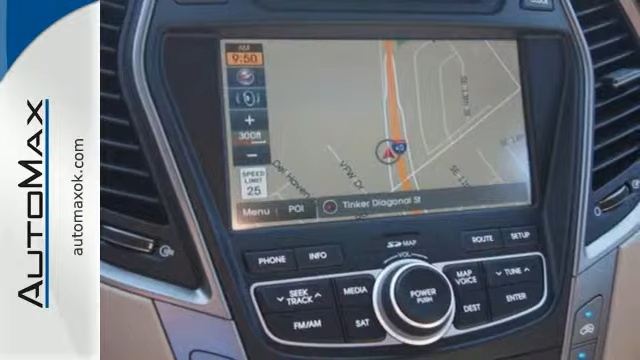 AUTOMAX
automaxok.com
AM
9:50
300ft
SPEED
LIMIT
25
Menu
POI
Tinker Diagonal St
Del
VFW Dr
40
SD MAP
PHONE
INFO
ROUTE
SETUP
VOL
POWER
PUSH
SEEK
TRACK
MEDIA
MAP
VOICE
TUNE
FM/AM
SAT
DEST
ENTER